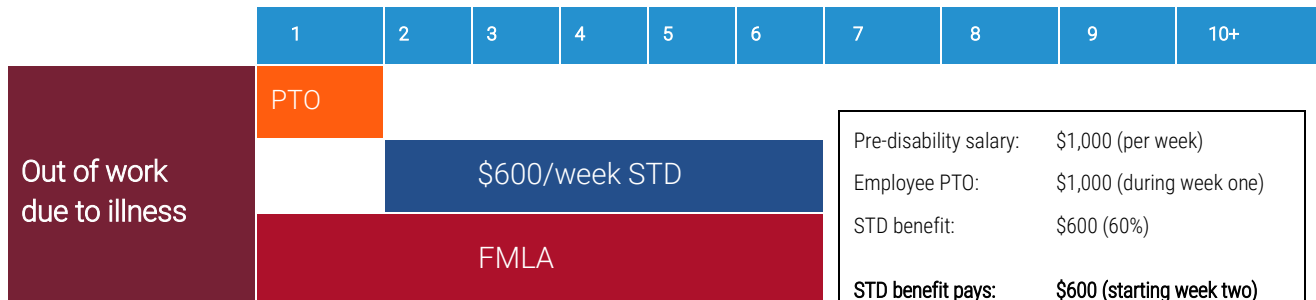 1 2 3 4 5 6 7 8 9 10+
PTO
Out of work
due to illness
$600/week STD
FMLA
Pre-disability salary: $1,000 (per week)
Employee PTO: $1,000 (during week one)
STD benefit: $600 (60%)
STD benefit pays: $600 (starting week two)